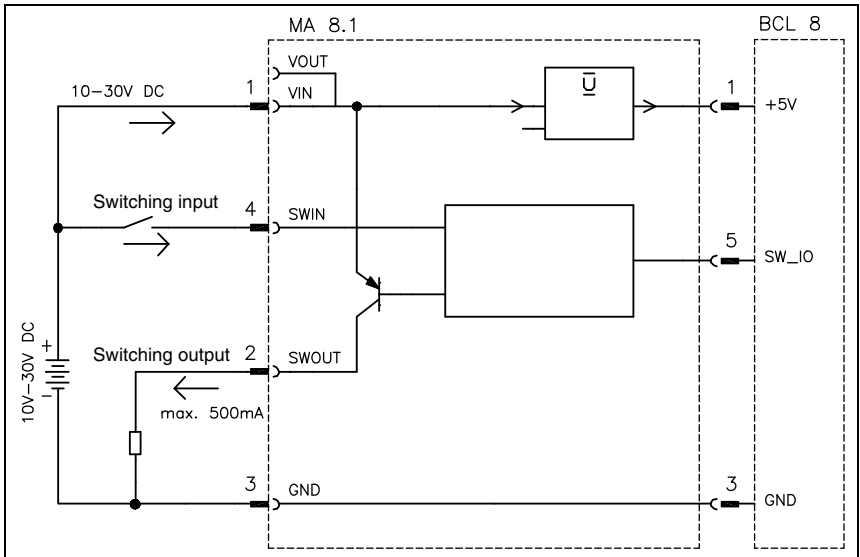 MA 8.1
BCL 8
VOUT
10–30V DC
1
VIN
U
1
+5V
Switching input
4
SWIN
5
SW_IO
10V–30V DC
+
–
Switching output
2
SWOUT
max. 500mA
3
GND
3
GND